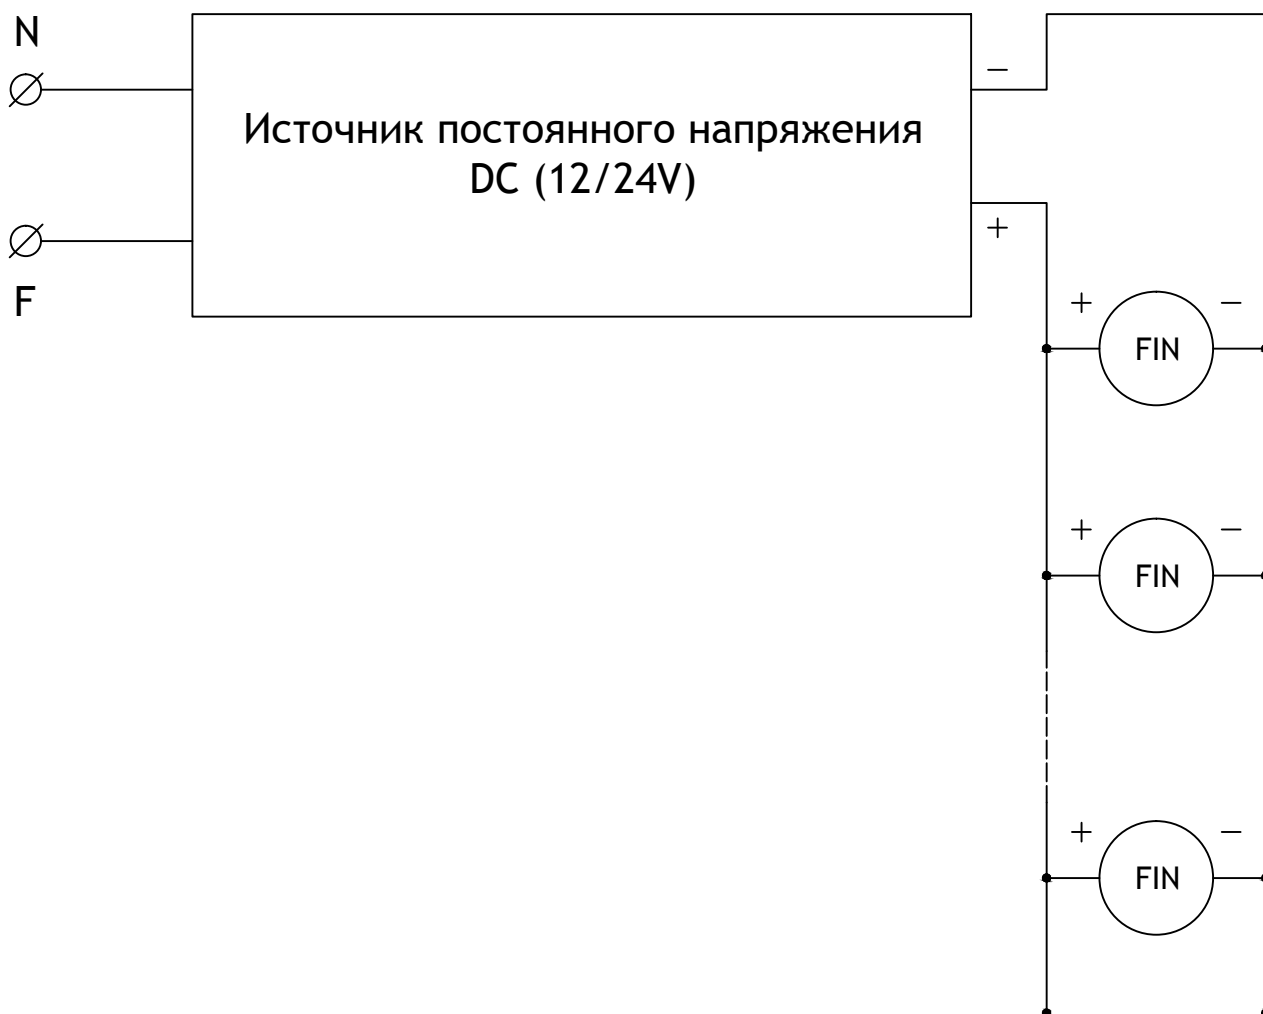 N
Источник постоянного напряжения
DC (12/24V)
F
−
+
+ FIN −
+ FIN −
+ FIN −